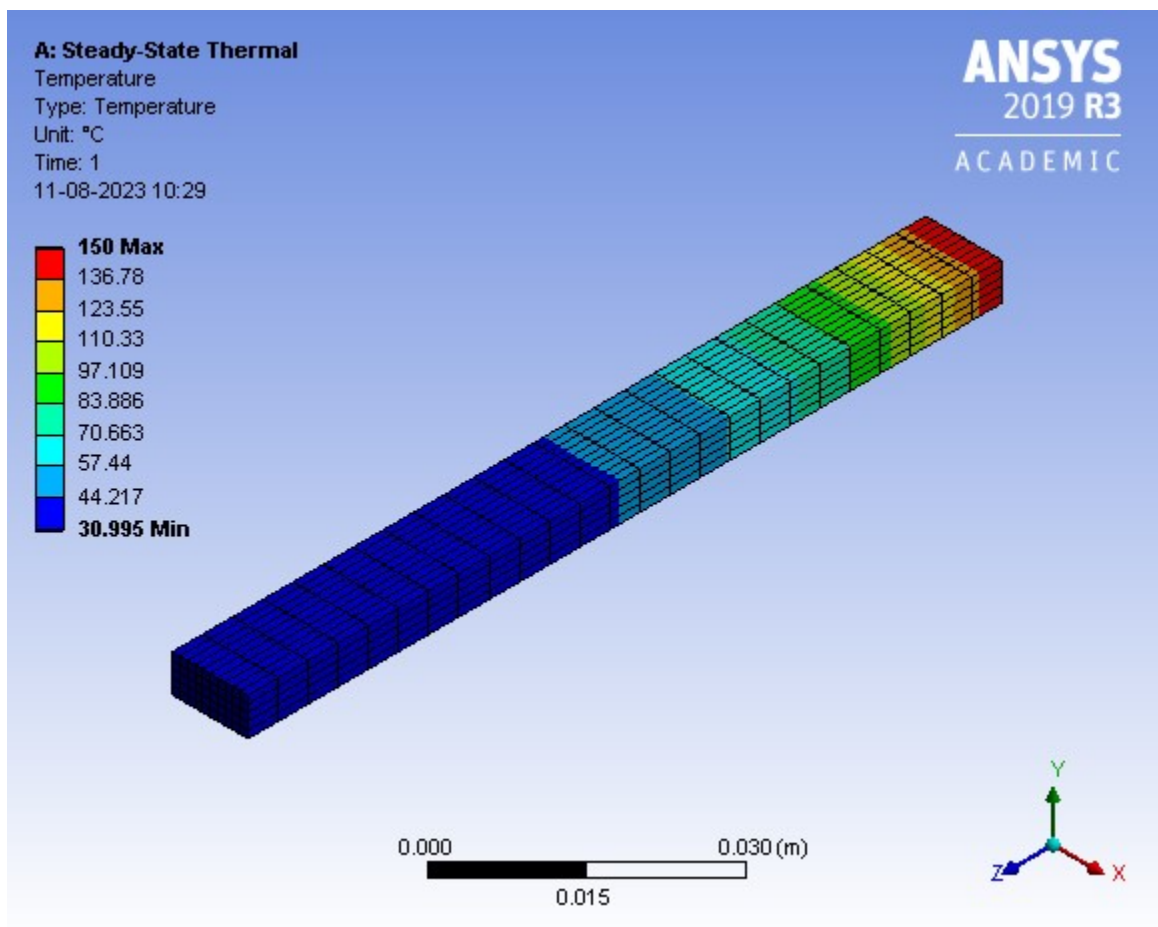 A: Steady-State Thermal
Temperature
Type: Temperature
Unit: °C
Time: 1
11-08-2023 10:29
ANSYS
2019 R3
ACADEMIC
150 Max
136.78
123.55
110.33
97.109
83.886
70.663
57.44
44.217
30.995 Min
0.000
0.030 (m)
0.015
Y
Z
X